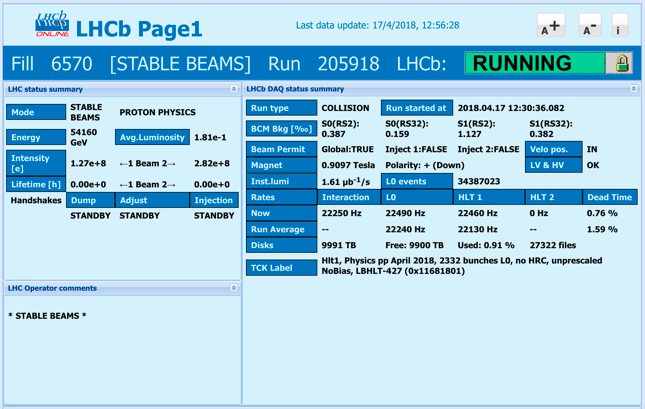 LHCb
ONLINE
LHCb Page1
Last data update: 17/4/2018, 12:56:28
A+ A- i
Fill 6570 [STABLE BEAMS] Run 205918 LHCb: RUNNING
LHC status summary
Mode STABLE BEAMS PROTON PHYSICS
Energy 54160 GeV Avg.Luminosity 1.81e-1
Intensity [e] 1.27e+8 ←1 Beam 2→ 2.82e+8
Lifetime [h] 0.00e+0 ←1 Beam 2→ 0.00e+0
Handshakes Dump Adjust Injection
STANDBY STANDBY STANDBY
LHC Operator comments
* STABLE BEAMS *
LHCb DAQ status summary
Run type COLLISION Run started at 2018.04.17 12:30:36.082
BCM Bkg [‰] S0(RS2): 0.387 S0(RS32): 0.159 S1(RS2): 1.127 S1(RS32): 0.382
Beam Permit Global:TRUE Inject 1:FALSE Inject 2:FALSE Velo pos. IN
Magnet 0.9097 Tesla Polarity: + (Down) LV & HV OK
Inst.lumi 1.61 μb⁻¹/s L0 events 34387023
Rates Interaction L0 HLT 1 HLT 2 Dead Time
Now 22250 Hz 22490 Hz 22460 Hz 0 Hz 0.76 %
Run Average -- 22240 Hz 22130 Hz -- 1.59 %
Disks 9991 TB Free: 9900 TB Used: 0.91 % 27322 files
TCK Label Hlt1, Physics pp April 2018, 2332 bunches L0, no HRC, unprescaled
NoBias, LBHLT-427 (0x11681801)